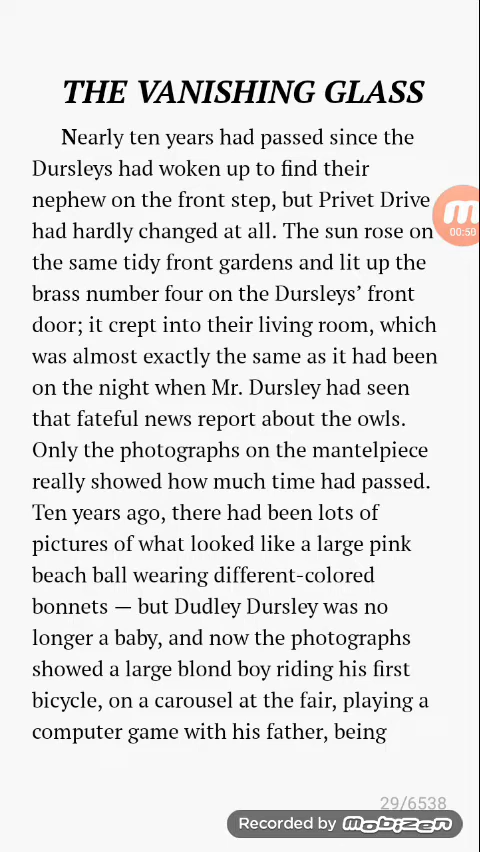 THE VANISHING GLASS
Nearly ten years had passed since the
Dursleys had woken up to find their
nephew on the front step, but Privet Drive
had hardly changed at all. The sun rose on
the same tidy front gardens and lit up the
brass number four on the Dursleys’ front
door; it crept into their living room, which
was almost exactly the same as it had been
on the night when Mr. Dursley had seen
that fateful news report about the owls.
Only the photographs on the mantelpiece
really showed how much time had passed.
Ten years ago, there had been lots of
pictures of what looked like a large pink
beach ball wearing different-colored
bonnets — but Dudley Dursley was no
longer a baby, and now the photographs
showed a large blond boy riding his first
bicycle, on a carousel at the fair, playing a
computer game with his father, being
00:50
29/6538
Recorded by mobizen